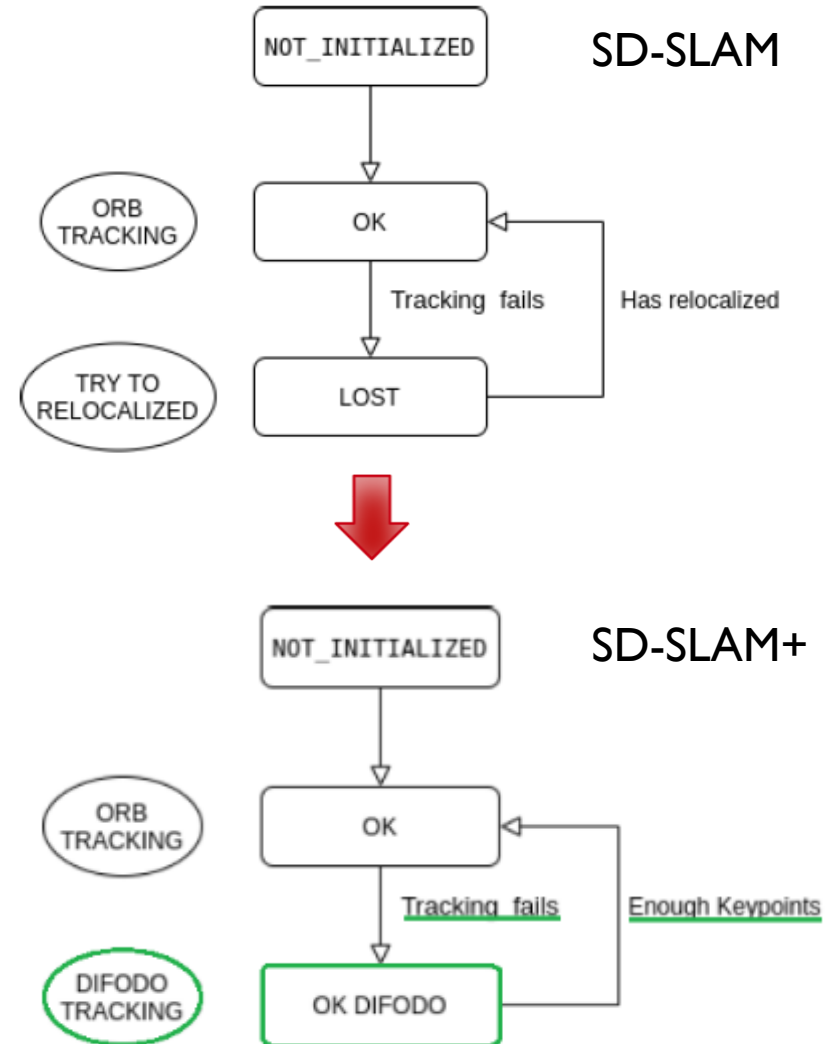 NOT_INITIALIZED
SD-SLAM
ORB
TRACKING
OK
Tracking fails
Has relocalized
TRY TO
RELOCALIZED
LOST
NOT_INITIALIZED
SD-SLAM+
ORB
TRACKING
OK
Tracking fails
Enough Keypoints
DIFODO
TRACKING
OK DIFODO